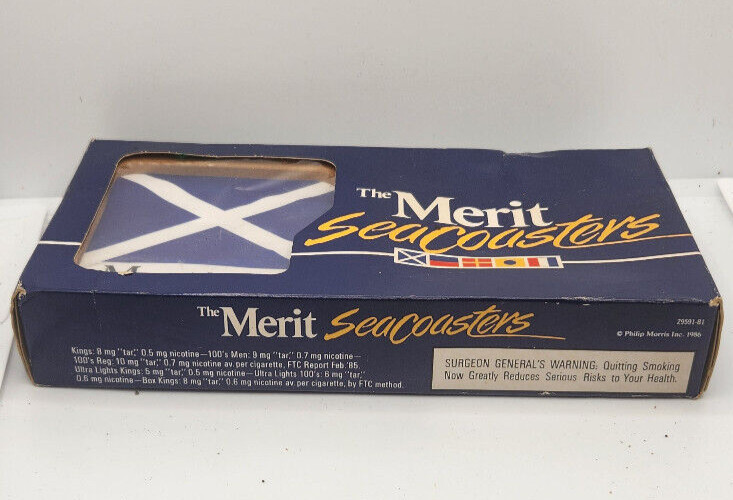 The Merit
Seacoasters
M
The Merit Seacoasters
29591-81
© Philip Morris Inc. 1986
Kings: 8 mg "tar," 0.5 mg nicotine—100's Men: 9 mg "tar," 0.7 mg nicotine—
100's Reg: 10 mg "tar," 0.7 mg nicotine av. per cigarette, FTC Report Feb. '85.
Ultra Lights Kings: 5 mg "tar," 0.5 mg nicotine—Ultra Lights 100's: 6 mg "tar,"
0.6 mg nicotine—Box Kings: 8 mg "tar," 0.6 mg nicotine av. per cigarette, by FTC method.
SURGEON GENERAL'S WARNING: Quitting Smoking
Now Greatly Reduces Serious Risks to Your Health.